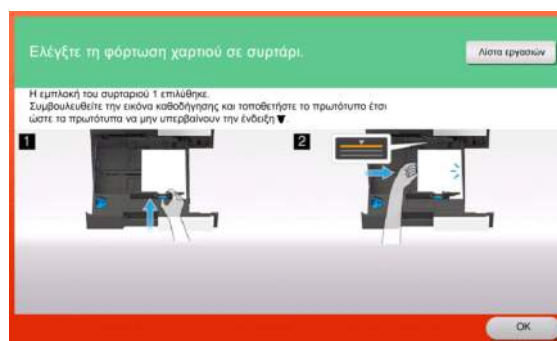 Ελέγξτε τη φόρτωση χαρτιού σε συρτάρι.
Λίστα εργασιών
Η εμπλοκή του συρταριού 1 επιλύθηκε.
Συμβουλευθείτε την εικόνα καθοδήγησης και τοποθετήστε το πρωτότυπο έτσι
ώστε τα πρωτότυπα να μην υπερβαίνουν την ένδειξη ▼.
1
2
OK